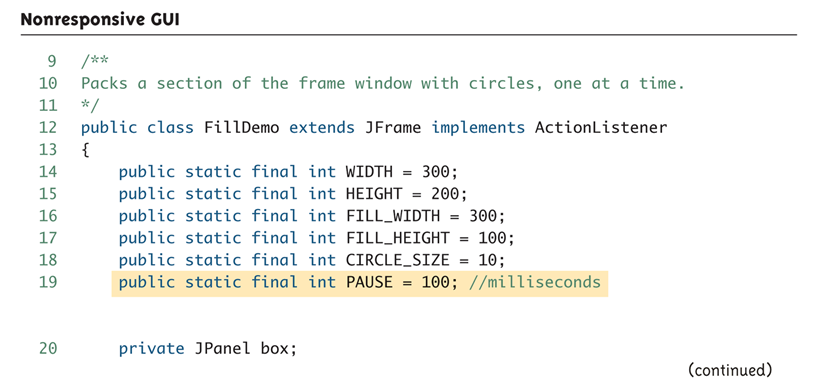 Nonresponsive GUI
9 /**
10 Packs a section of the frame window with circles, one at a time.
11 */
12 public class FillDemo extends JFrame implements ActionListener
13 {
14 public static final int WIDTH = 300;
15 public static final int HEIGHT = 200;
16 public static final int FILL_WIDTH = 300;
17 public static final int FILL_HEIGHT = 100;
18 public static final int CIRCLE_SIZE = 10;
19 public static final int PAUSE = 100; //milliseconds
20 private JPanel box;
(continued)